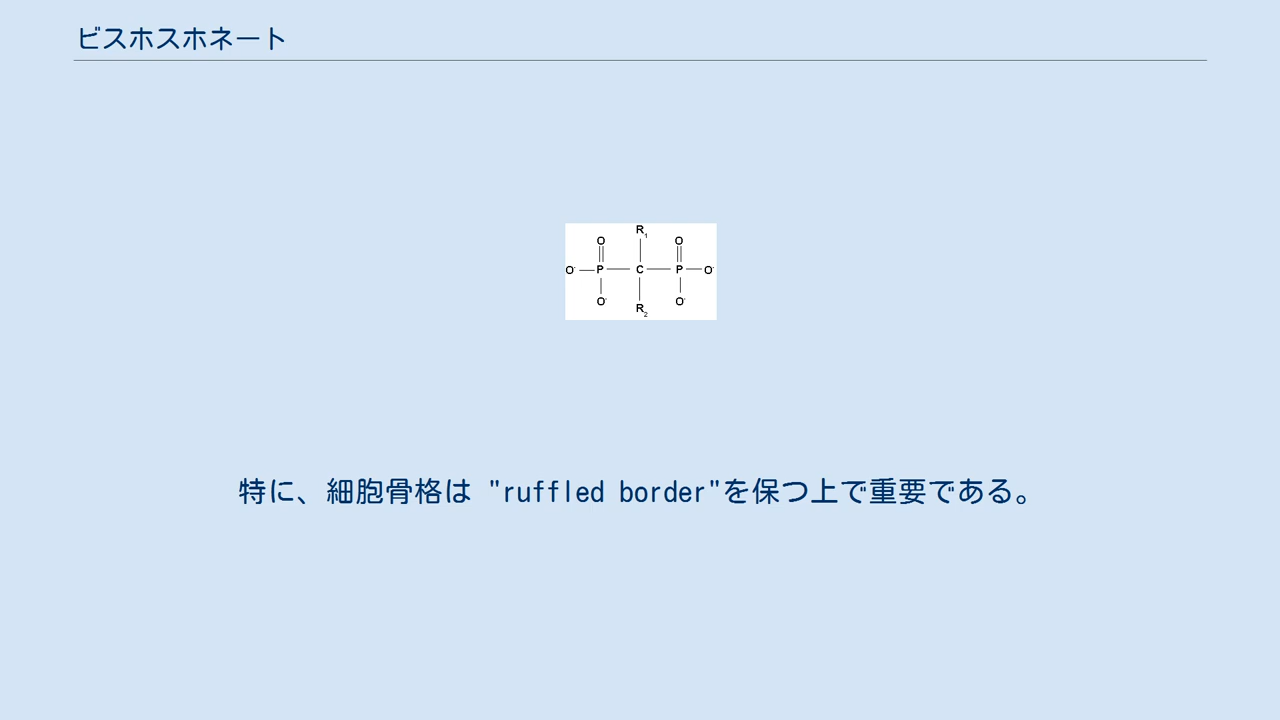 ビスホスホネート
R1
O O
O- P C P O-
O- O-
R2
特に、細胞骨格は "ruffled border"を保つ上で重要である。